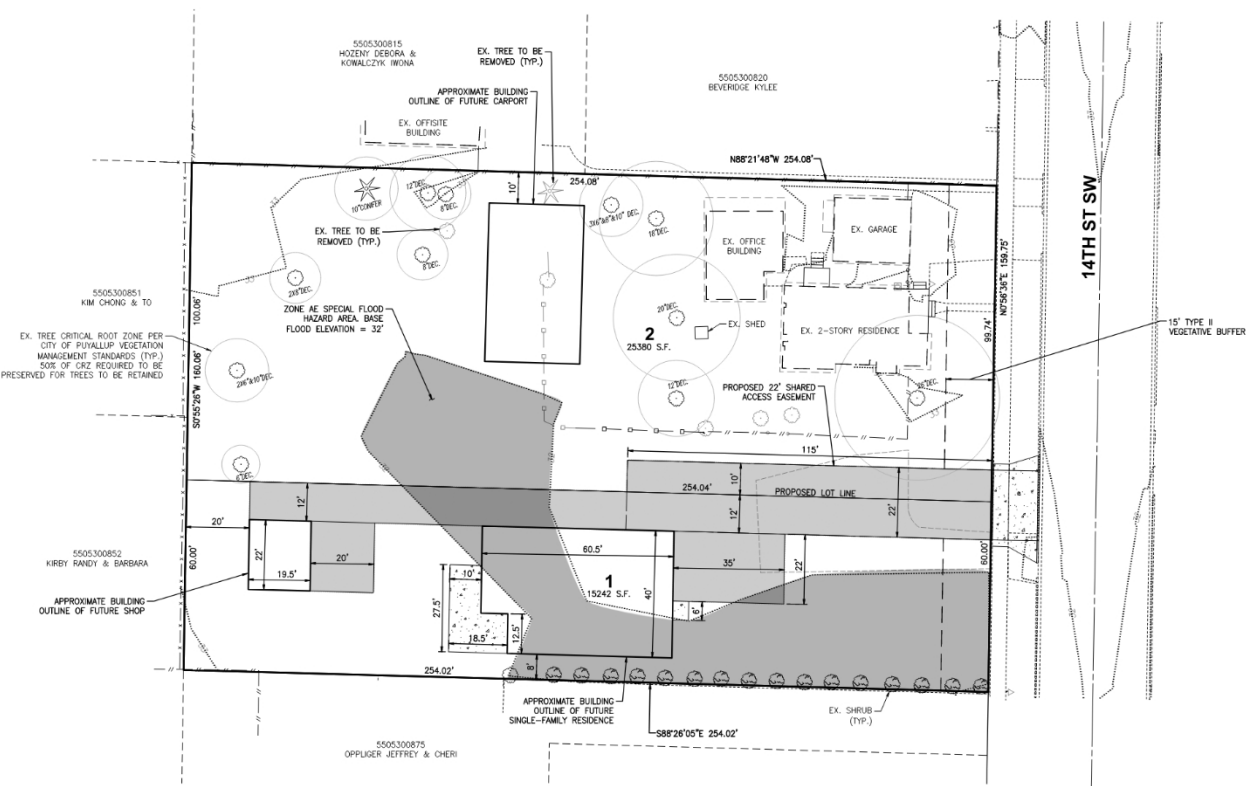 5505300815
HOZENY DEBORA &
KOWALCZYK IWONA
EX. TREE TO BE
REMOVED (TYP.)
5505300820
BEVERIDGE KYLEE
APPROXIMATE BUILDING
OUTLINE OF FUTURE CARPORT
EX. OFFISITE
BUILDING
N88°21'48"W 254.08'
254.08'
10'
10"CONIFER
12"DEC.
8"DEC.
3X6"&8"&10" DEC.
18"DEC.
EX. TREE TO BE
REMOVED (TYP.)
8"DEC.
EX. OFFICE
BUILDING
EX. GARAGE
14TH ST SW
N0°56'36"E 159.75'
5505300851
KIM CHONG & TO
2X8"DEC.
ZONE AE SPECIAL FLOOD
HAZARD AREA. BASE
FLOOD ELEVATION = 32'
20"DEC.
EX. SHED
EX. 2-STORY RESIDENCE
2
25380 S.F.
100.06'
S0°55'26"W 160.06'
99.74'
15' TYPE II
VEGETATIVE BUFFER
EX. TREE CRITICAL ROOT ZONE PER
CITY OF PUYALLUP VEGETATION
MANAGEMENT STANDARDS (TYP.)
50% OF CRZ REQUIRED TO BE
PRESERVED FOR TREES TO BE RETAINED
2X6"&10"DEC.
12"DEC.
PROPOSED 22' SHARED
ACCESS EASEMENT
115'
6"DEC.
254.04'
PROPOSED LOT LINE
10'
12'
22'
12'
20'
60.00'
22'
19.5'
20'
60.5'
35'
22'
60.00'
5505300852
KIRBY RANDY & BARBARA
APPROXIMATE BUILDING
OUTLINE OF FUTURE SHOP
1
15242 S.F.
40'
10'
27.5'
18.5'
12.5'
6'
8'
254.02'
APPROXIMATE BUILDING
OUTLINE OF FUTURE
SINGLE-FAMILY RESIDENCE
EX. SHRUB
(TYP.)
S88°26'05"E 254.02'
5505300875
OPPLIGER JEFFREY & CHERI